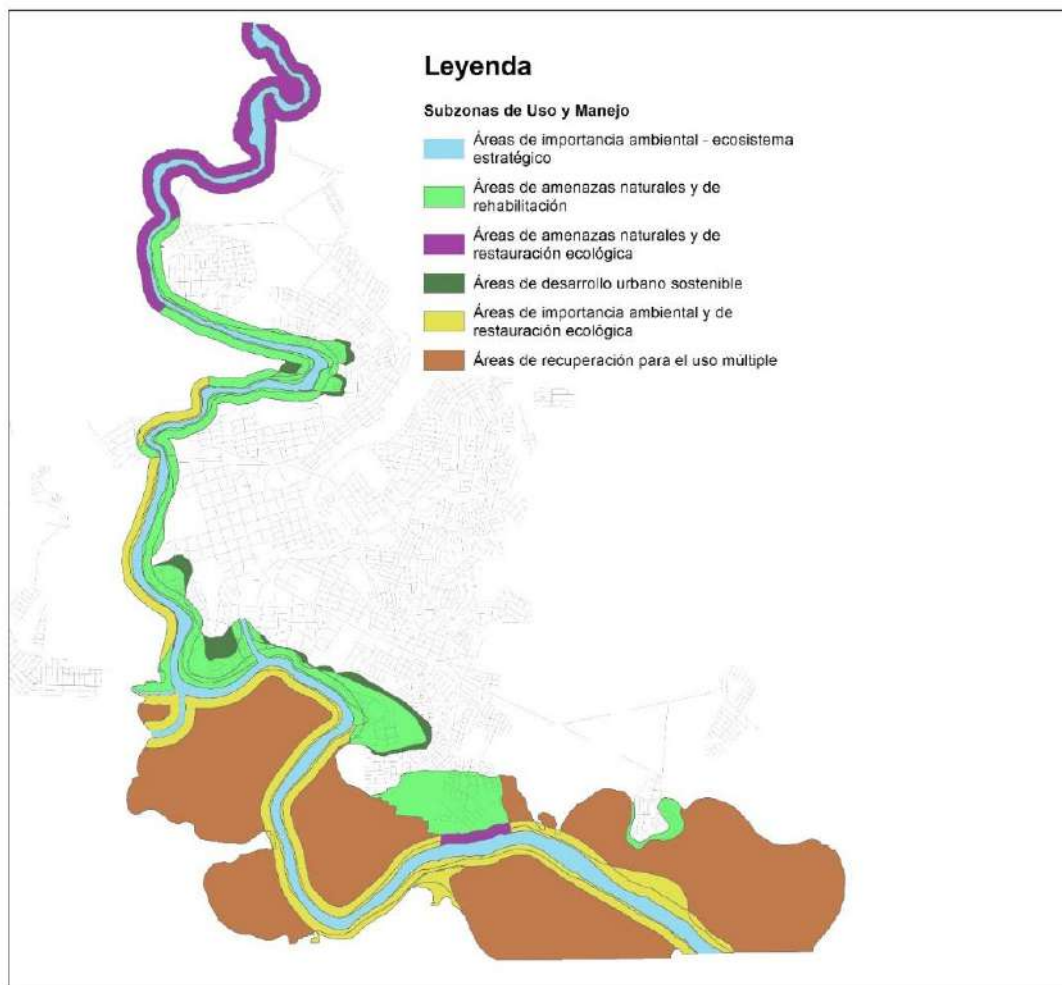 Leyenda
Subzonas de Uso y Manejo
Áreas de importancia ambiental - ecosistema
estratégico
Áreas de amenazas naturales y de
rehabilitación
Áreas de amenazas naturales y de
restauración ecológica
Áreas de desarrollo urbano sostenible
Áreas de importancia ambiental y de
restauración ecológica
Áreas de recuperación para el uso múltiple